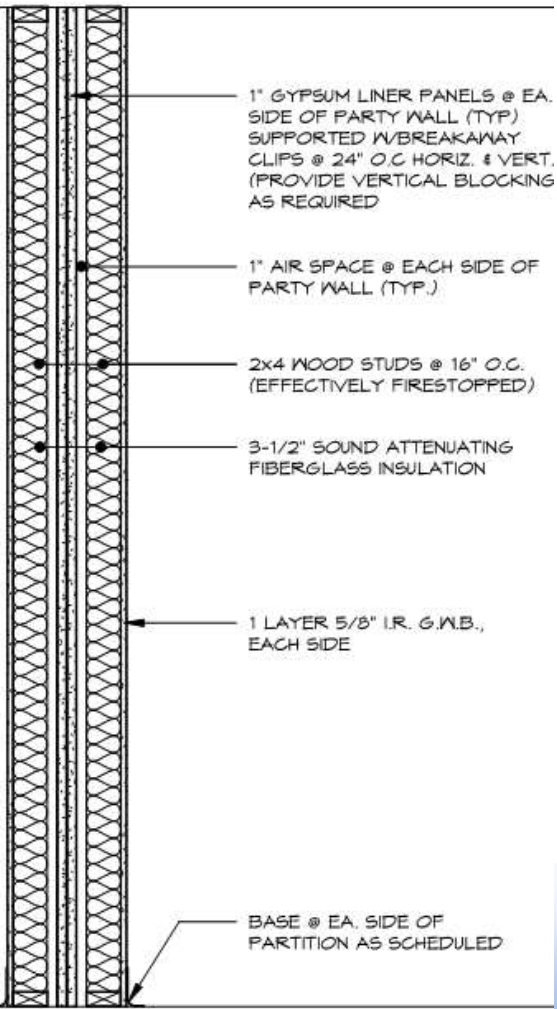 1" GYPSUM LINER PANELS @ EA.
SIDE OF PARTY WALL (TYP)
SUPPORTED W/BREAKAWAY
CLIPS @ 24" O.C HORIZ. & VERT.
(PROVIDE VERTICAL BLOCKING
AS REQUIRED
1" AIR SPACE @ EACH SIDE OF
PARTY WALL (TYP.)
2x4 WOOD STUDS @ 16" O.C.
(EFFECTIVELY FIRESTOPPED)
3-1/2" SOUND ATTENUATING
FIBERGLASS INSULATION
1 LAYER 5/8" I.R. G.W.B.,
EACH SIDE
BASE @ EA. SIDE OF
PARTITION AS SCHEDULED